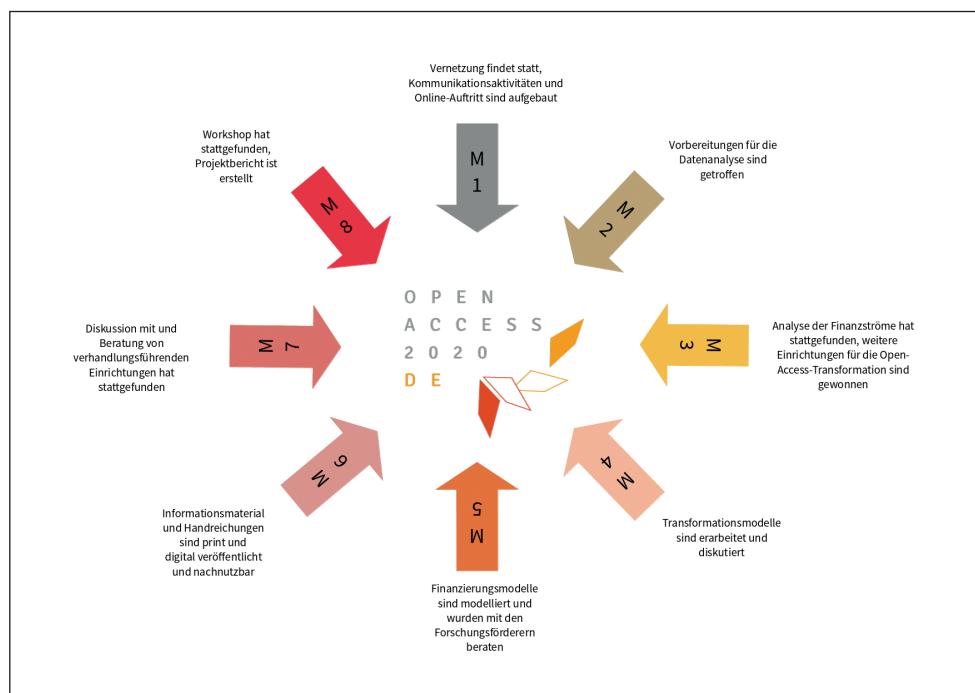 Vernetzung findet statt,
Kommunikationsaktivitäten und
Online-Auftritt sind aufgebaut
M
1
Vorbereitungen für die
Datenanalyse sind
getroffen
M
2
Analyse der Finanzströme hat
stattgefunden, weitere
Einrichtungen für die Open-
Access-Transformation sind
gewonnen
M
3
Transformationsmodelle
sind erarbeitet und
diskutiert
M
4
Finanzierungsmodelle
sind modelliert und
wurden mit den
Forschungsförderern
beraten
M
5
Informationsmaterial
und Handreichungen
sind print und
digital veröffentlicht
und nachnutzbar
M
6
Diskussion mit und
Beratung von
verhandlungsführenden
Einrichtungen hat
stattgefunden
M
7
Workshop hat
stattgefunden,
Projektbericht ist
erstellt
M
8
OPEN
ACCESS
2020
DE